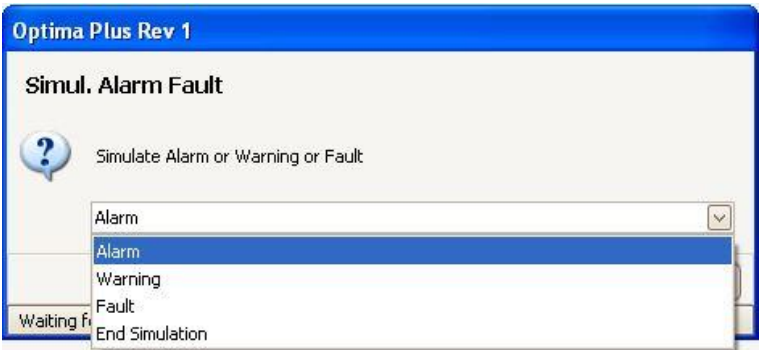 Optima Plus Rev 1
Simul. Alarm Fault
Simulate Alarm or Warning or Fault
Alarm
Alarm
Warning
Fault
Waiting f
End Simulation